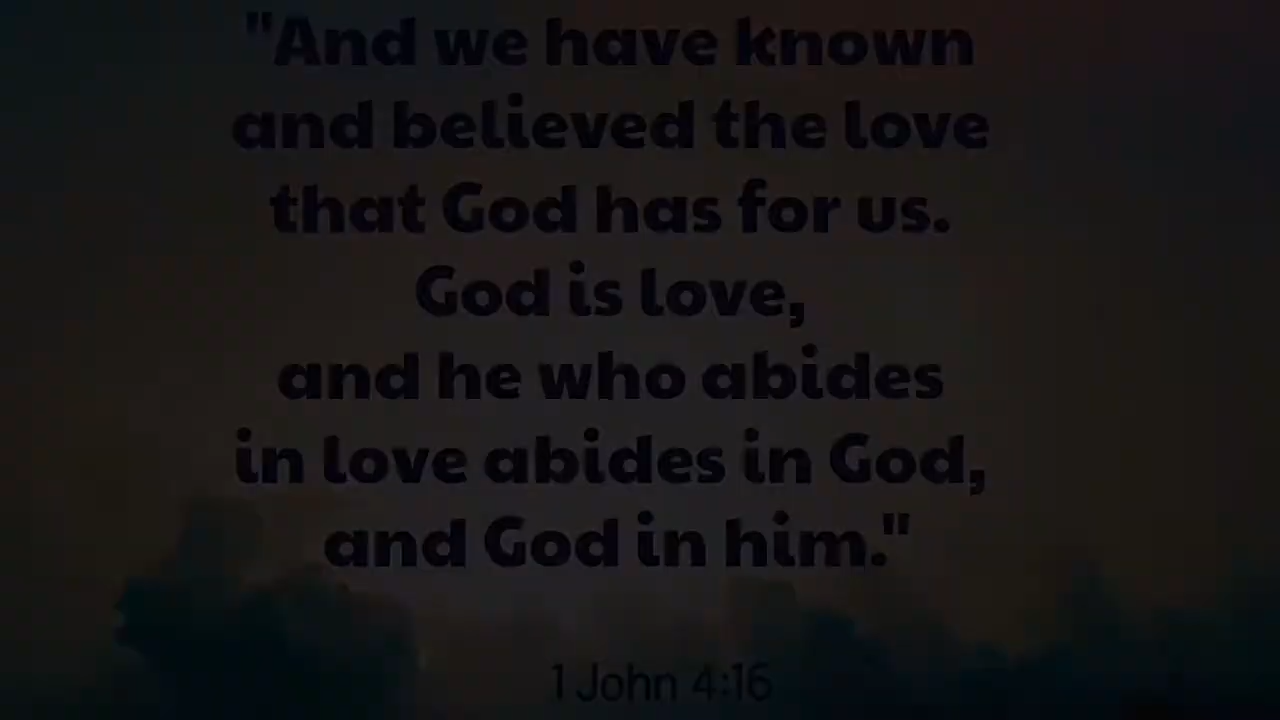 "And we have known
and believed the love
that God has for us.
God is love,
and he who abides
in love abides in God,
and God in him."
1 John 4:16